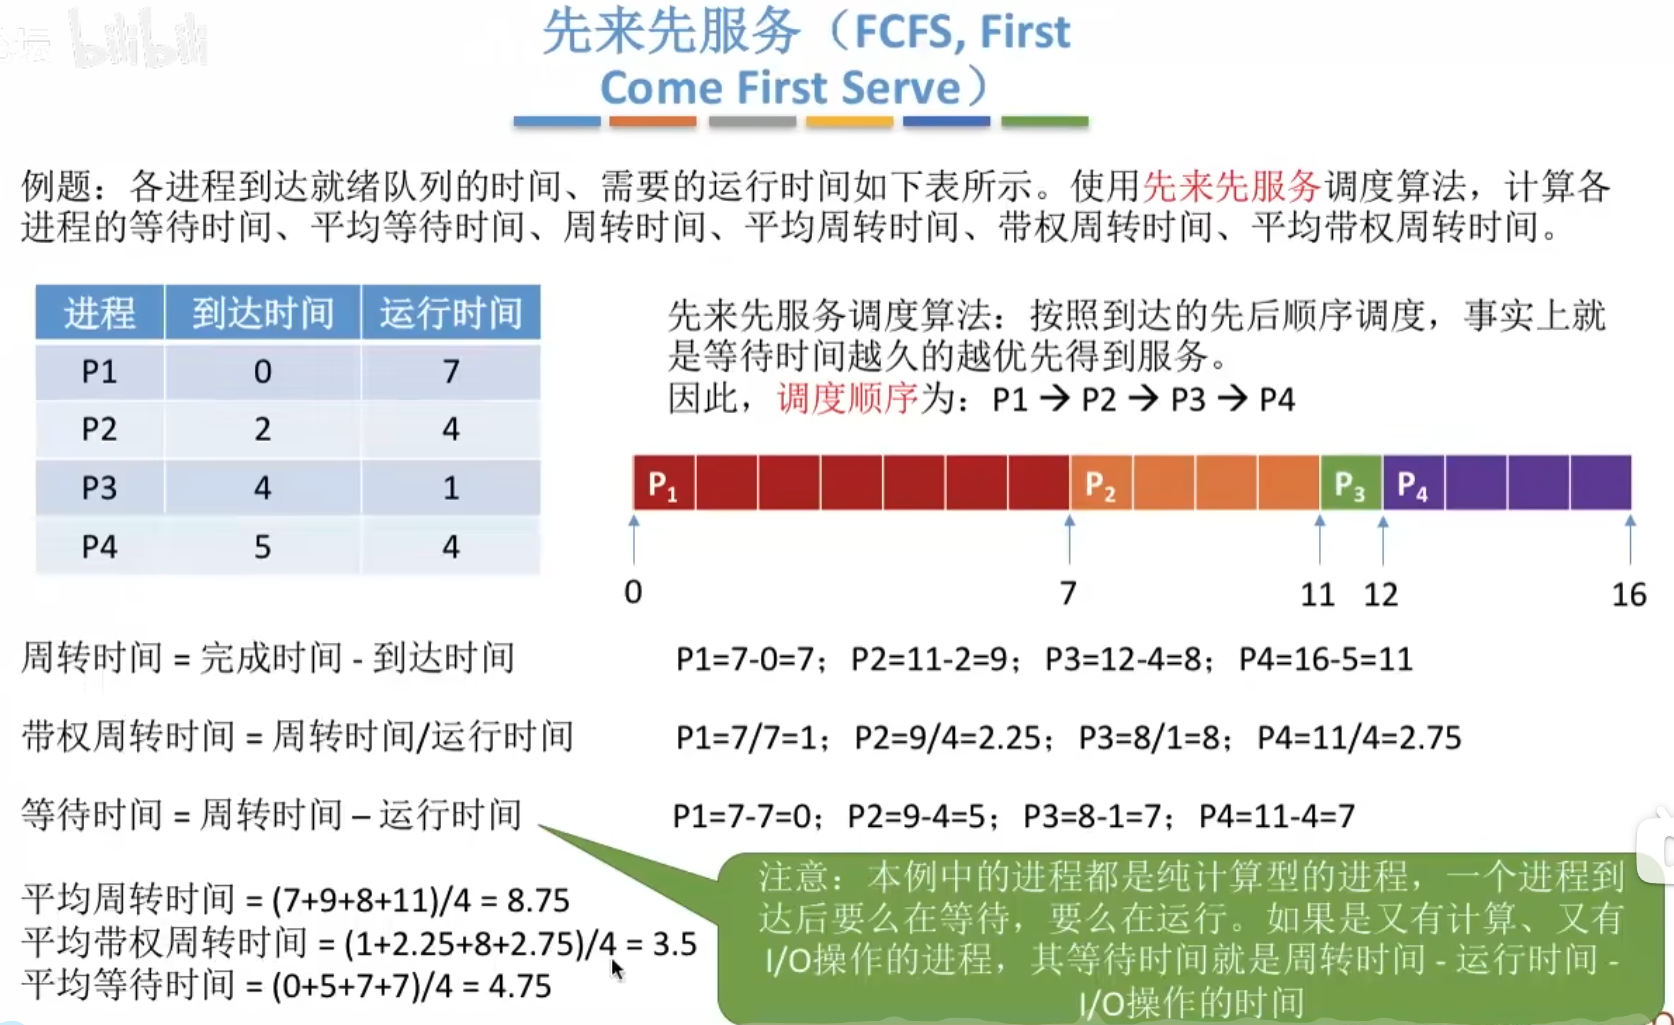 坛 bilibili
先来先服务（FCFS, First
Come First Serve）
例题：各进程到达就绪队列的时间、需要的运行时间如下表所示。使用先来先服务调度算法，计算各
进程的等待时间、平均等待时间、周转时间、平均周转时间、带权周转时间、平均带权周转时间。
进程 到达时间 运行时间
P1 0 7
P2 2 4
P3 4 1
P4 5 4
先来先服务调度算法：按照到达的先后顺序调度，事实上就
是等待时间越久的越优先得到服务。
因此，调度顺序为：P1 → P2 → P3 → P4
P1 P2 P3 P4
0 7 11 12 16
周转时间 = 完成时间 - 到达时间
P1=7-0=7；P2=11-2=9；P3=12-4=8；P4=16-5=11
带权周转时间 = 周转时间/运行时间
P1=7/7=1；P2=9/4=2.25；P3=8/1=8；P4=11/4=2.75
等待时间 = 周转时间 – 运行时间
P1=7-7=0；P2=9-4=5；P3=8-1=7；P4=11-4=7
平均周转时间 = (7+9+8+11)/4 = 8.75
平均带权周转时间 = (1+2.25+8+2.75)/4 = 3.5
平均等待时间 = (0+5+7+7)/4 = 4.75
注意：本例中的进程都是纯计算型的进程，一个进程到
达后要么在等待，要么在运行。如果是又有计算、又有
I/O操作的进程，其等待时间就是周转时间 - 运行时间 -
I/O操作的时间